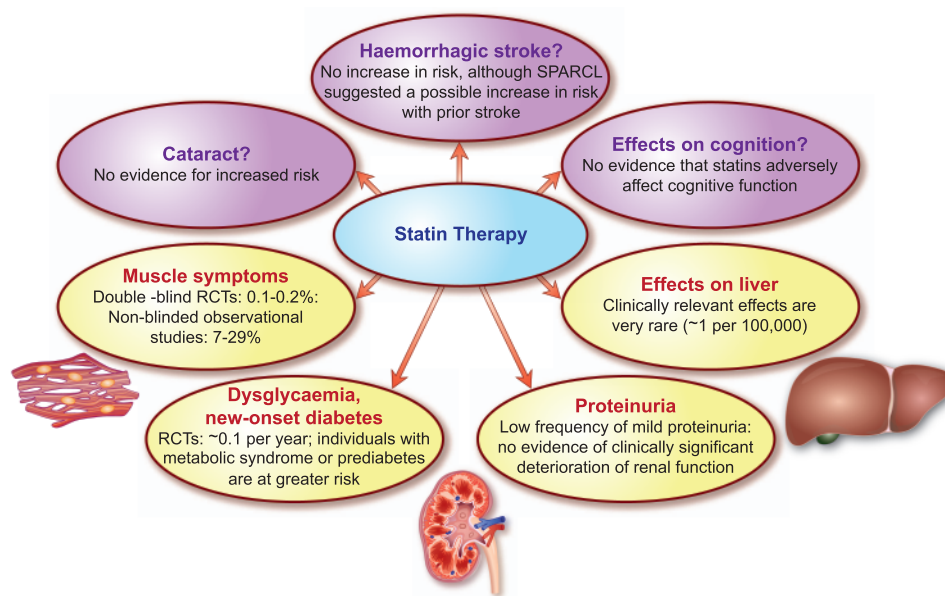 Haemorrhagic stroke?
No increase in risk, although SPARCL
suggested a possible increase in risk
with prior stroke
Cataract?
No evidence for increased risk
Effects on cognition?
No evidence that statins adversely
affect cognitive function
Statin Therapy
Muscle symptoms
Double -blind RCTs: 0.1-0.2%:
Non-blinded observational
studies: 7-29%
Effects on liver
Clinically relevant effects are
very rare (~1 per 100,000)
Dysglycaemia,
new-onset diabetes
RCTs: ~0.1 per year; individuals with
metabolic syndrome or prediabetes
are at greater risk
Proteinuria
Low frequency of mild proteinuria:
no evidence of clinically significant
deterioration of renal function